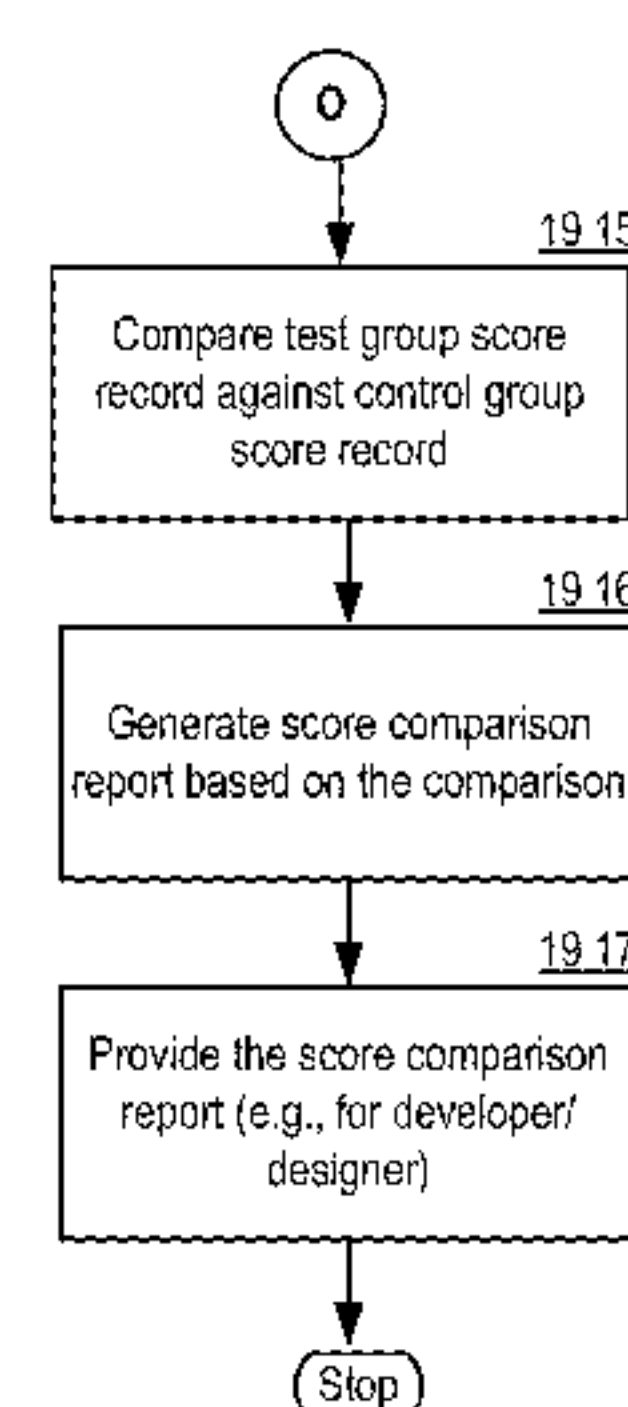 O
19 15
Compare test group score
record against control group
score record
19 16
Generate score comparison
report based on the comparison
19 17
Provide the score comparison
report (e.g., for developer/
designer)
Stop